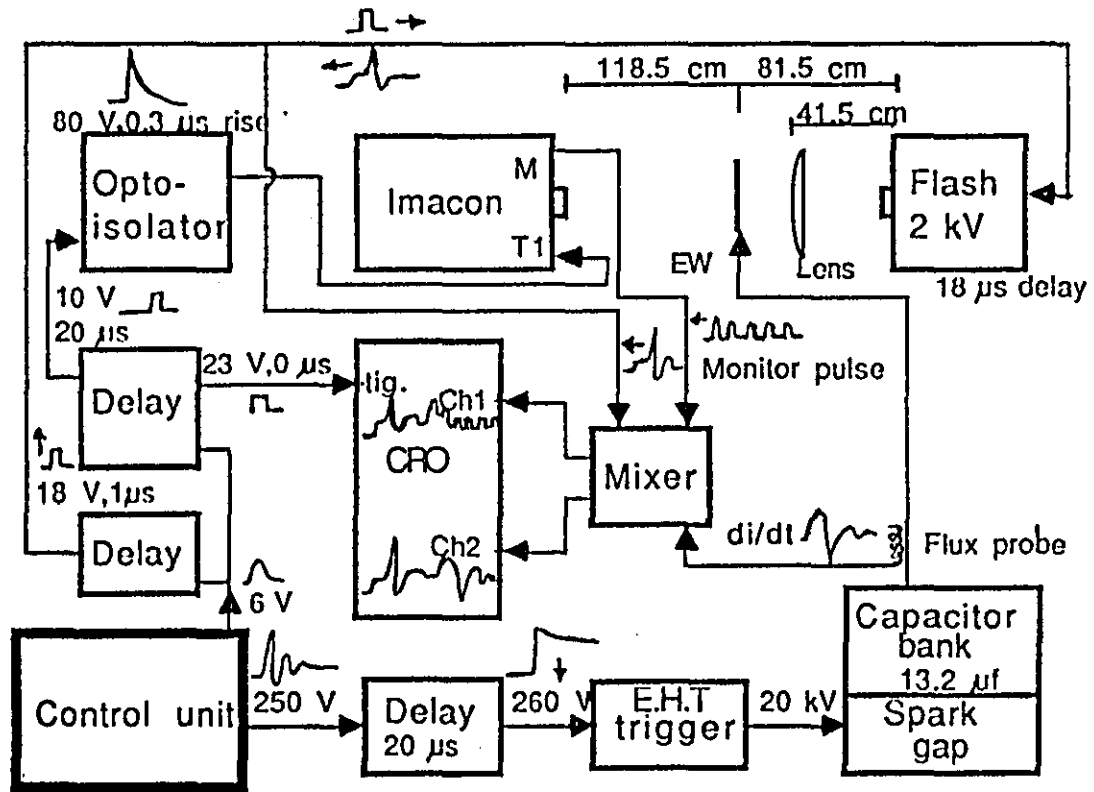 118.5 cm
81.5 cm
41.5 cm
80 V,0.3 µs rise
Opto-
isolator
Imacon
M
T1
EW
Lens
Flash
2 kV
18 µs delay
10 V
20 µs
Delay
23 V,0 µs
tig.
Ch1
CRO
Ch2
Monitor pulse
Mixer
18 V,1µs
Delay
6 V
di/dt
Flux probe
Capacitor
bank
13.2 µf
Spark
gap
Control unit
250 V
Delay
20 µs
260 V
E.H.T
trigger
20 kV